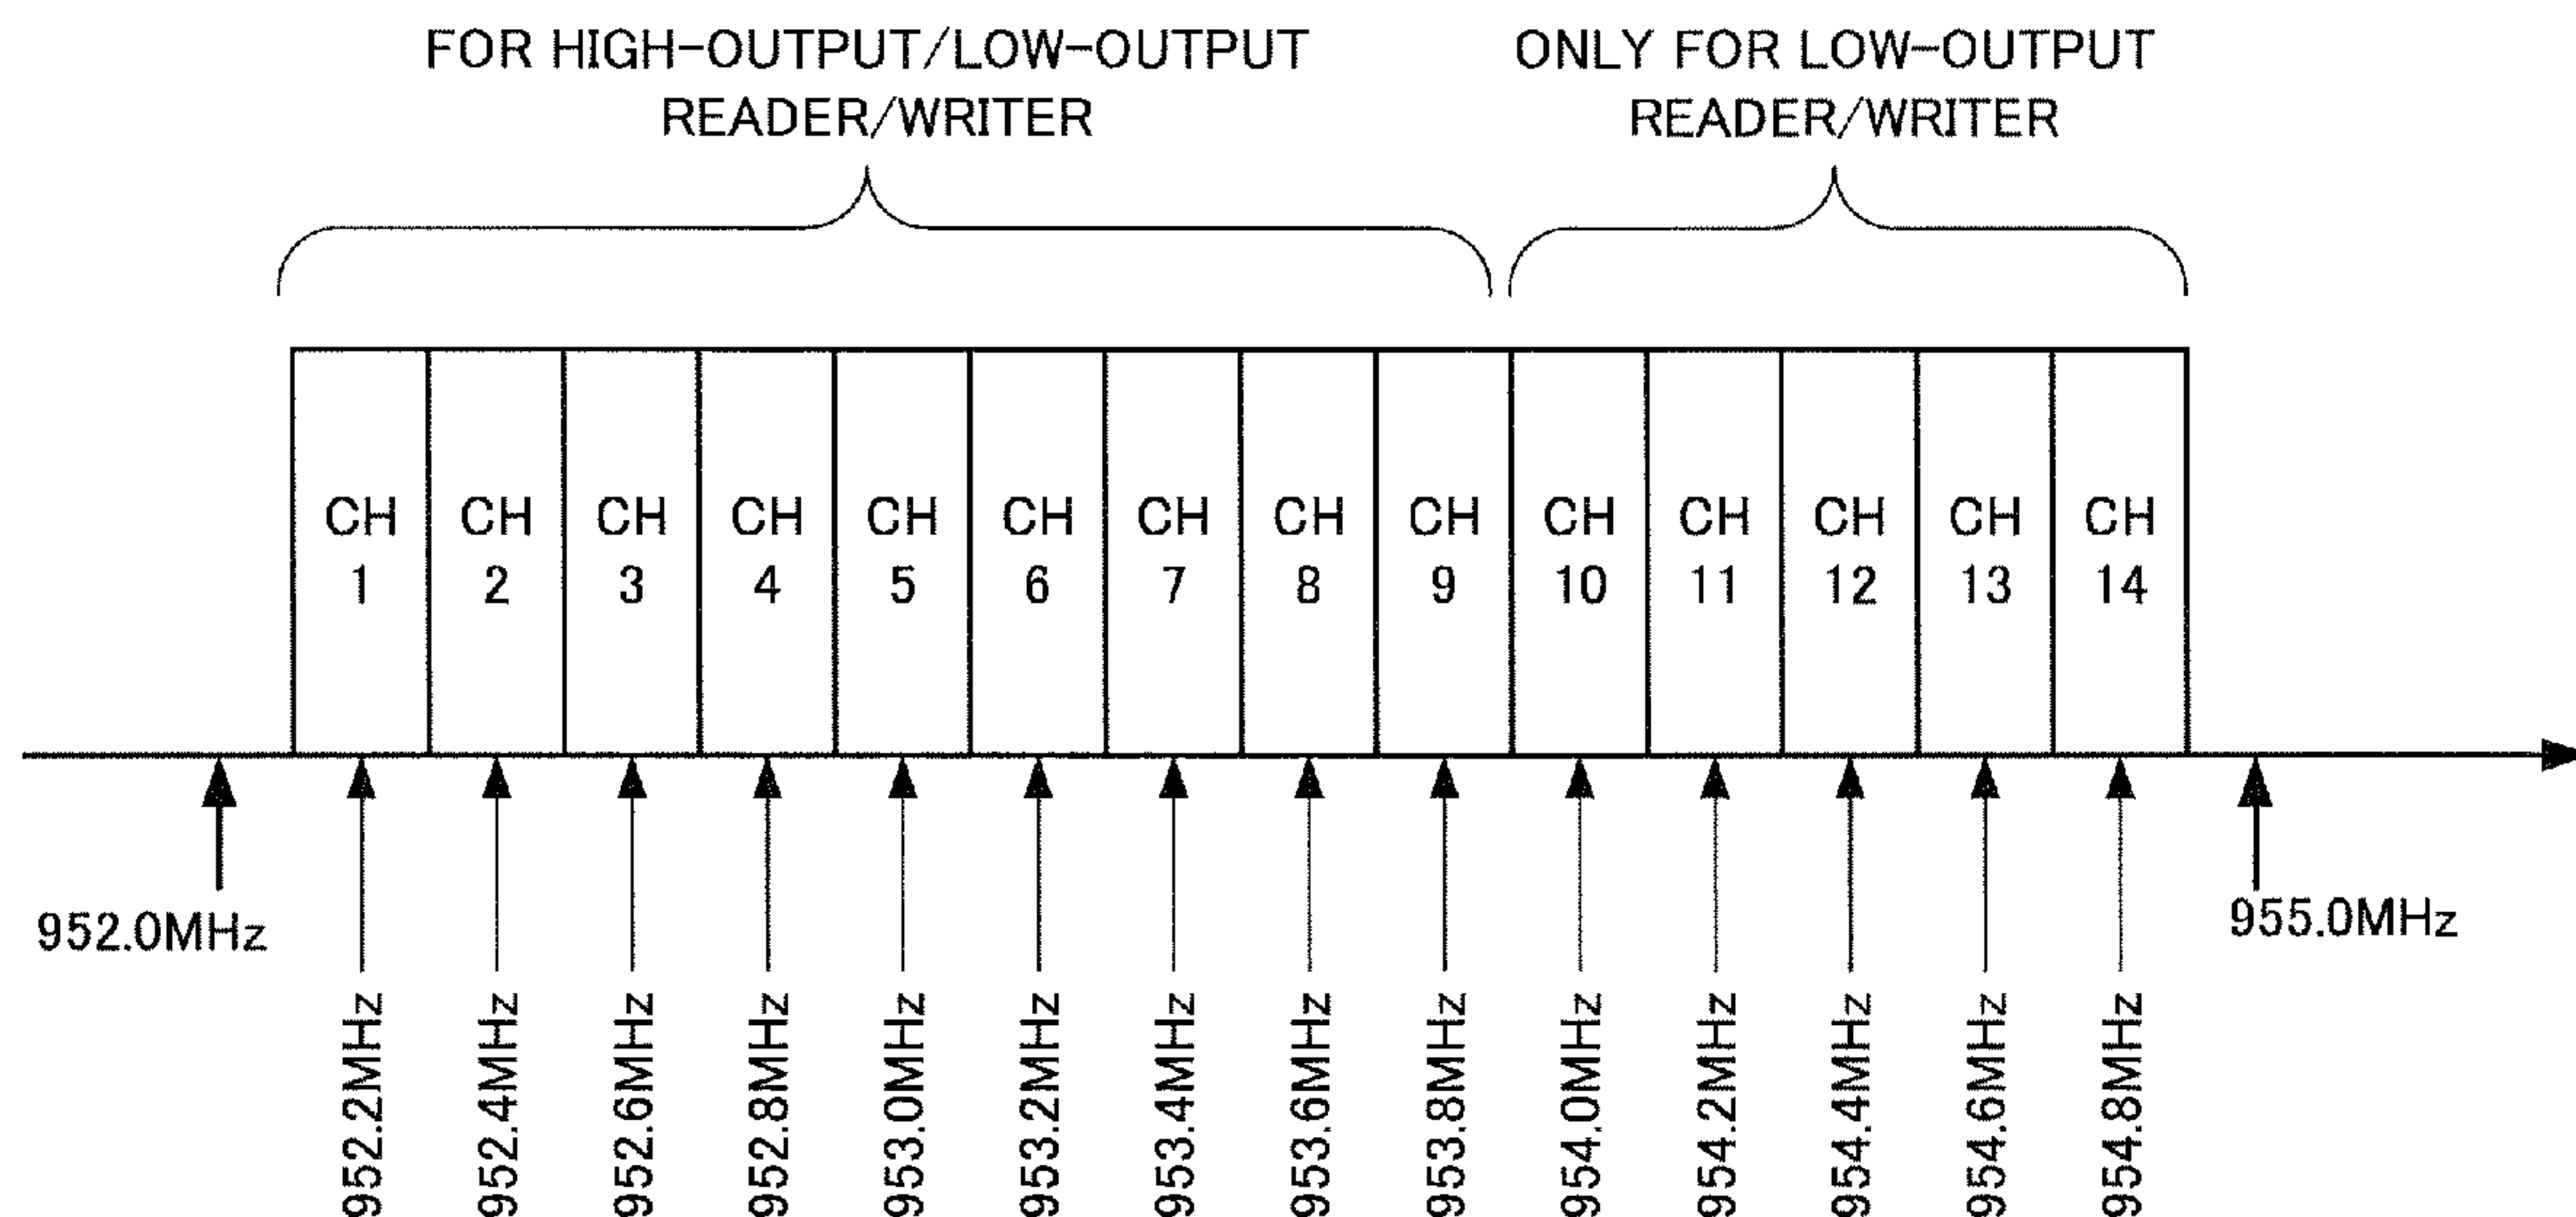 FOR HIGH-OUTPUT/LOW-OUTPUT
READER/WRITER
ONLY FOR LOW-OUTPUT
READER/WRITER
CH
1
CH
2
CH
3
CH
4
CH
5
CH
6
CH
7
CH
8
CH
9
CH
10
CH
11
CH
12
CH
13
CH
14
952.0MHz
955.0MHz
952.2MHz
952.4MHz
952.6MHz
952.8MHz
953.0MHz
953.2MHz
953.4MHz
953.6MHz
953.8MHz
954.0MHz
954.2MHz
954.4MHz
954.6MHz
954.8MHz